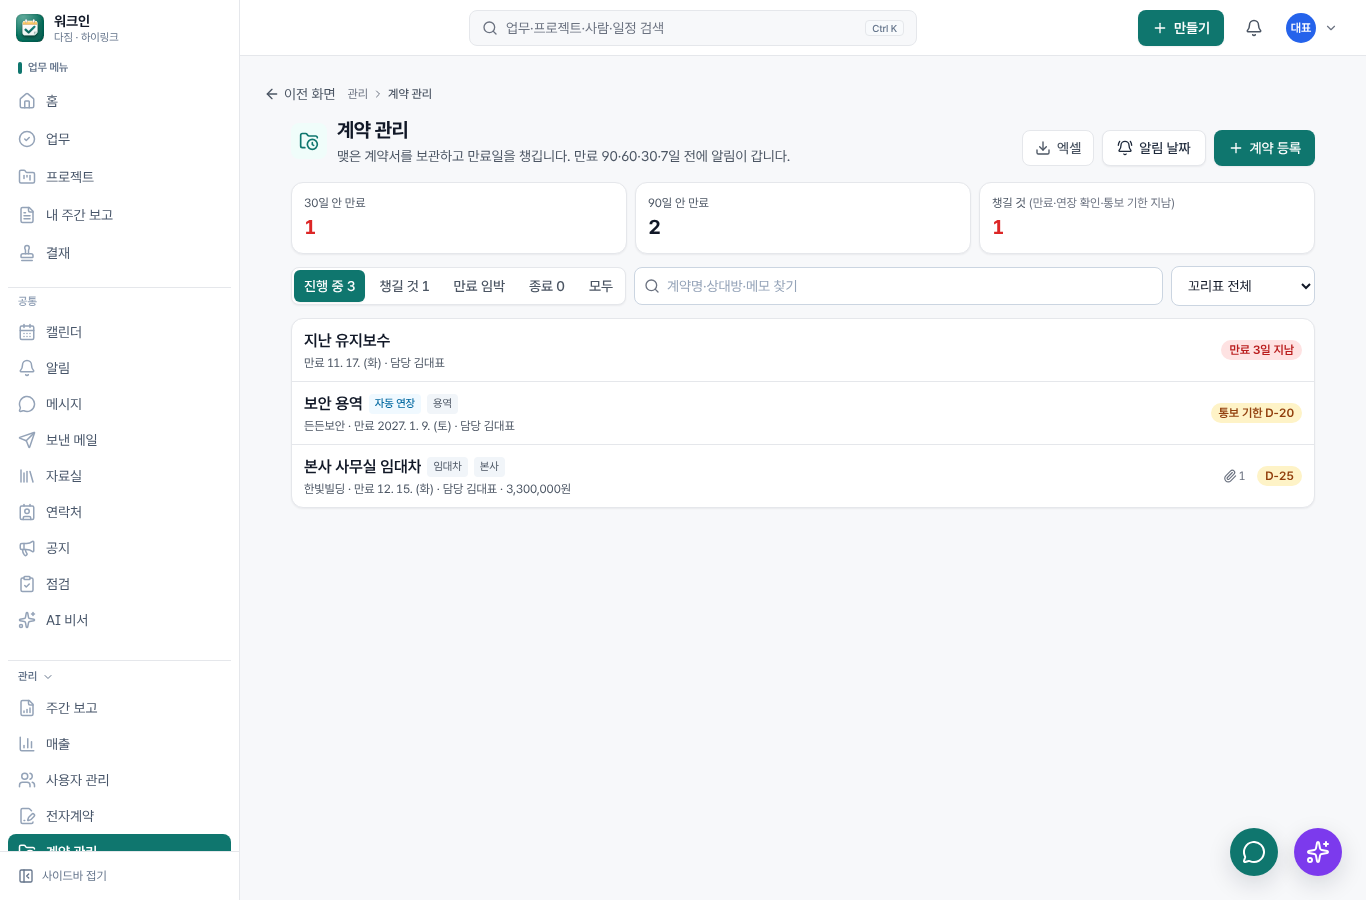 워크인
다짐 · 하이링크
업무 메뉴
홈
업무
프로젝트
내 주간 보고
결재
공통
캘린더
알림
메시지
보낸 메일
자료실
연락처
공지
점검
AI 비서
관리
주간 보고
매출
사용자 관리
전자계약
계약 관리
사이드바 접기
업무·프로젝트·사람·일정 검색
Ctrl K
만들기
대표
이전 화면
관리 > 계약 관리
계약 관리
맺은 계약서를 보관하고 만료일을 챙깁니다. 만료 90·60·30·7일 전에 알림이 갑니다.
엑셀
알림 날짜
계약 등록
30일 안 만료
1
90일 안 만료
2
챙길 것 (만료·연장 확인·통보 기한 지남)
1
진행 중 3
챙길 것 1
만료 임박
종료 0
모두
계약명·상대방·메모 찾기
꼬리표 전체
지난 유지보수
만료 11. 17. (화) · 담당 김대표
만료 3일 지남
보안 용역 자동 연장 용역
든든보안 · 만료 2027. 1. 9. (토) · 담당 김대표
통보 기한 D-20
본사 사무실 임대차 임대차 본사
한빛빌딩 · 만료 12. 15. (화) · 담당 김대표 · 3,300,000원
1
D-25